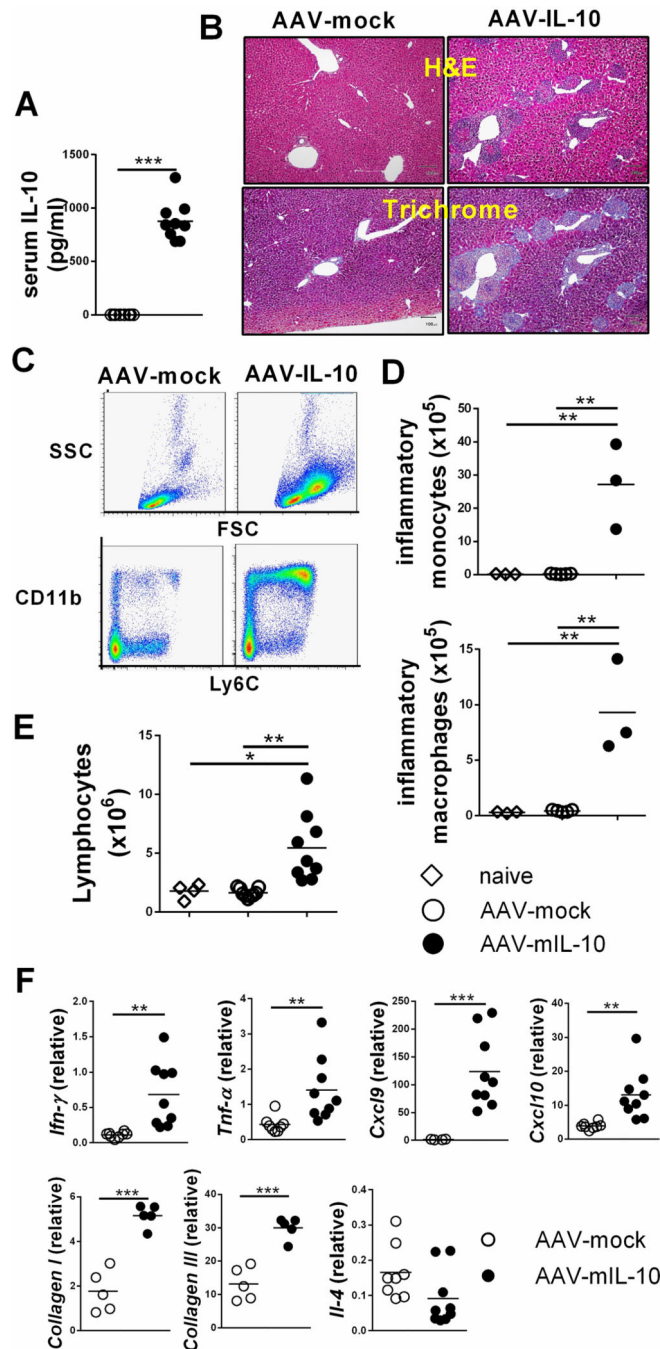 AAV-mock AAV-IL-10
B
H&E
A
***
1500
1000
500
0
serum IL-10
(pg/ml)
Trichrome
C
AAV-mock AAV-IL-10
SSC
FSC
CD11b
Ly6C
D
**
**
50
40
30
20
10
0
inflammatory
monocytes (x10⁵)
**
**
15
10
5
0
inflammatory
macrophages (x10⁵)
E
**
*
15
10
5
0
Lymphocytes
(x10⁶)
naive
AAV-mock
AAV-mIL-10
F
**
2.0
1.5
1.0
0.5
0.0
Ifn-γ (relative)
**
4
3
2
1
0
Tnf-α (relative)
***
250
200
150
100
50
0
Cxcl9 (relative)
**
40
30
20
10
0
Cxcl10 (relative)
***
6
4
2
0
Collagen I (relative)
***
40
30
20
10
0
Collagen III (relative)
0.4
0.3
0.2
0.1
0.0
Il-4 (relative)
AAV-mock
AAV-mIL-10